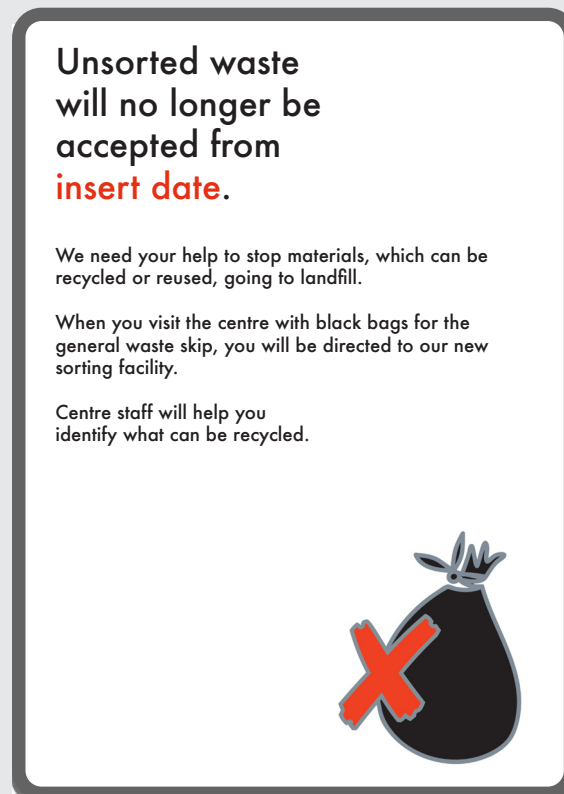 Unsorted waste
will no longer be
accepted from
insert date.
We need your help to stop materials, which can be
recycled or reused, going to landfill.
When you visit the centre with black bags for the
general waste skip, you will be directed to our new
sorting facility.
Centre staff will help you
identify what can be recycled.